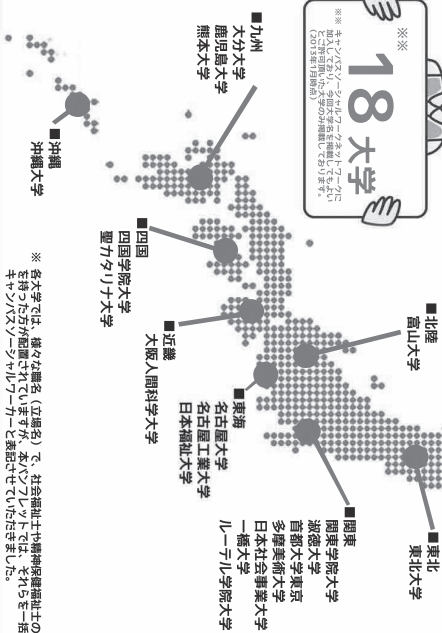 ※※
18大学
※※ キャンパスソーシャルワークネットワークに
加入しており、今回大学名を掲載してもよい
とご許可頂いた大学のみ掲載しております。
(2013年1月時点)
■東北
東北大学
■北陸
富山大学
■関東
関東学院大学
淑徳大学
首都大学東京
多摩美術大学
日本社会事業大学
一橋大学
ルーテル学院大学
■東海
名古屋大学
名古屋工業大学
日本福祉大学
■近畿
大阪人間科学大学
■四国
四国学院大学
聖カタリナ大学
■九州
大分大学
鹿児島大学
熊本大学
■沖縄
沖縄大学
※ 各大学では、様々な職名(立場名)で、社会福祉士や精神保健福祉士の
を持った方が配置されていますが、本パンフレットでは、それらを一括
キャンパスソーシャルワーカーと表記させていただきました。